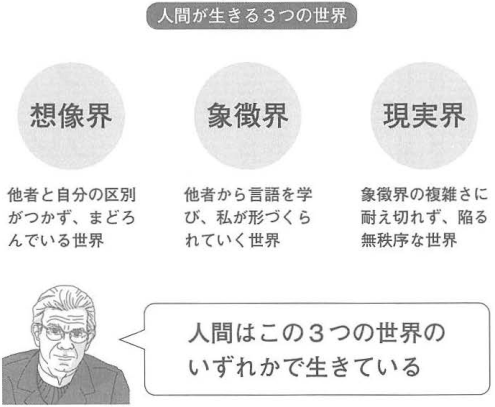 人間が生きる３つの世界
想像界
象徴界
現実界
他者と自分の区別
がつかず、まどろ
んでいる世界
他者から言語を学
び、私が形づくら
れていく世界
象徴界の複雑さに
耐え切れず、陥る
無秩序な世界
人間はこの３つの世界の
いずれかで生きている